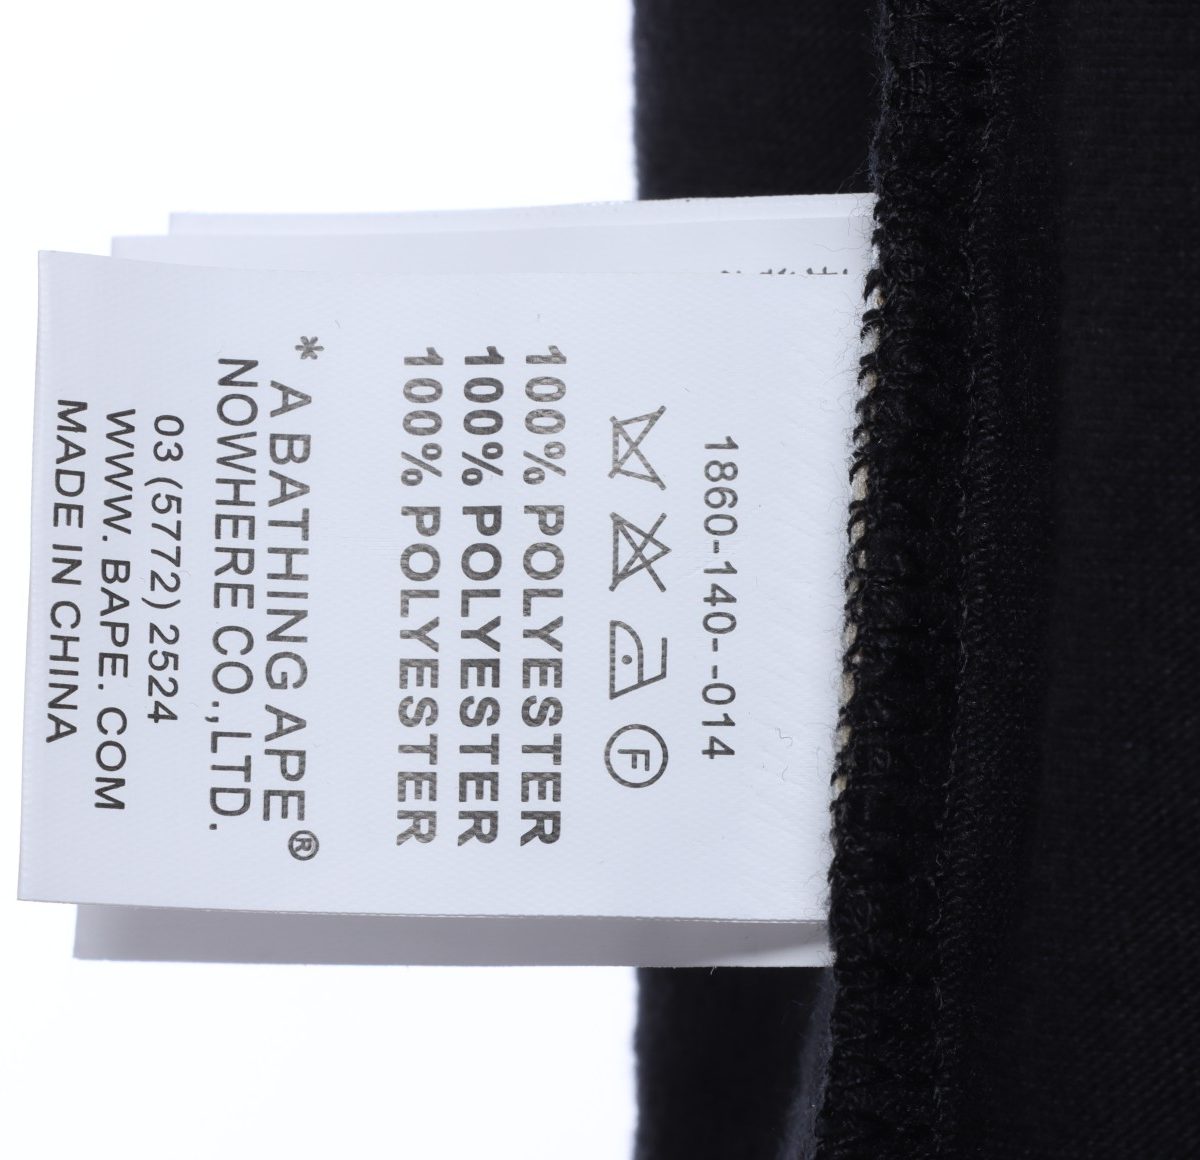 1860-140--014
F
100% POLYESTER
100% POLYESTER
100% POLYESTER
* A BATHING APE®
NOWHERE CO.,LTD.
03 (5772) 2524
WWW. BAPE. COM
MADE IN CHINA